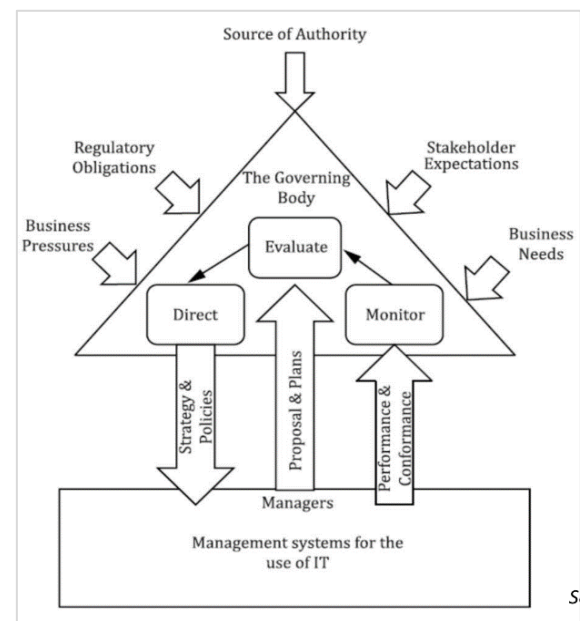 Source of Authority
Regulatory
Obligations
Stakeholder
Expectations
The Governing
Body
Business
Pressures
Evaluate
Business
Needs
Direct
Monitor
Strategy &
Policies
Proposal & Plans
Performance &
Conformance
Managers
Management systems for the
use of IT